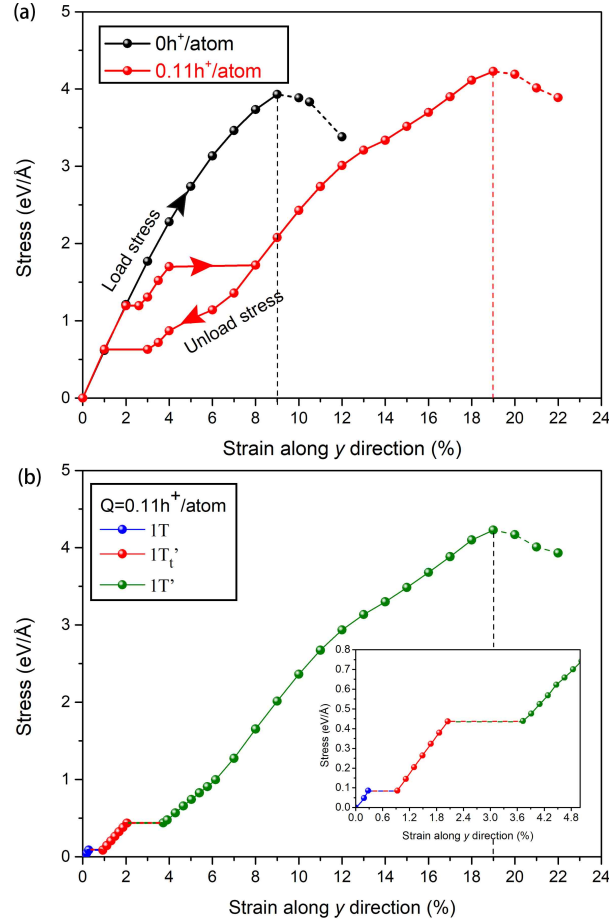 (a)
5
4
3
2
1
0
Stress (eV/Å)
0h⁺/atom
0.11h⁺/atom
Load stress
Unload stress
0 2 4 6 8 10 12 14 16 18 20 22 24
Strain along y direction (%)
(b)
5
4
3
2
1
0
Stress (eV/Å)
Q=0.11h⁺/atom
1T
1Tₜ’
1T’
0.8
0.7
0.6
0.5
0.4
0.3
0.2
0.1
0.0
Stress (eV/Å)
0.0 0.6 1.2 1.8 2.4 3.0 3.6 4.2 4.8
Strain along y direction (%)
0 2 4 6 8 10 12 14 16 18 20 22 24
Strain along y direction (%)